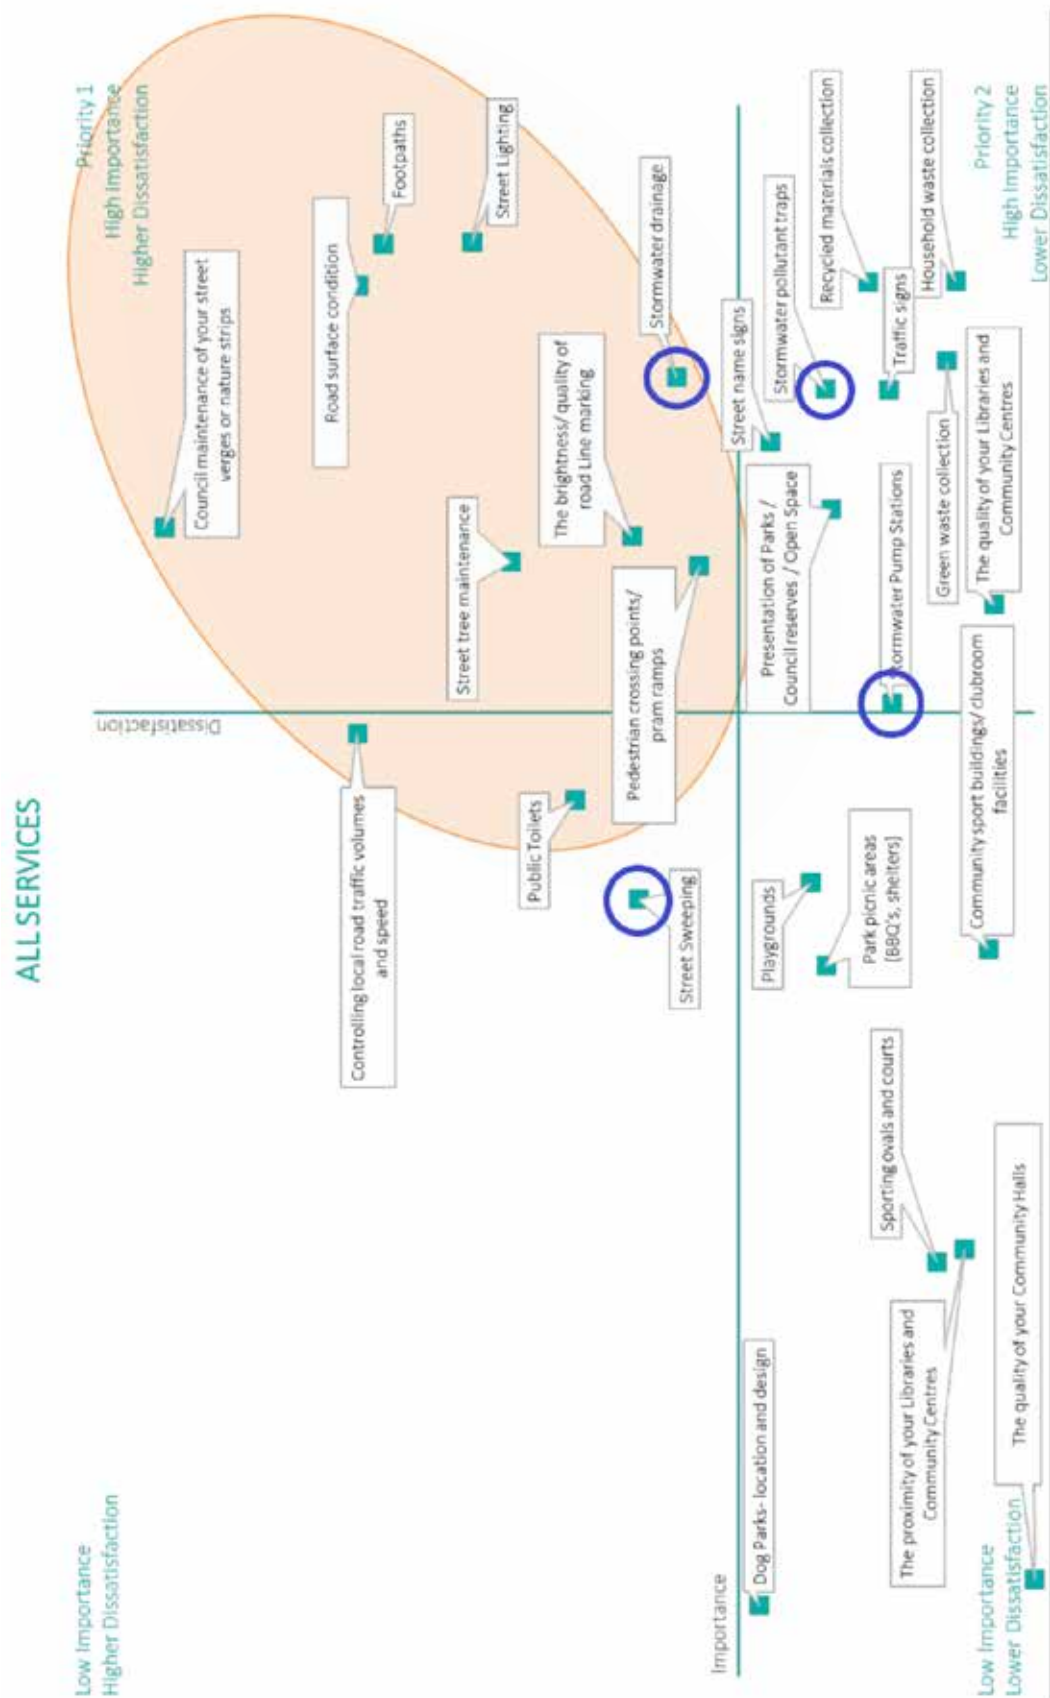 ALL SERVICES
Low Importance
Higher Dissatisfaction
Priority 1
High Importance
Higher Dissatisfaction
Dissatisfaction
Council maintenance of your street
verges or nature strips
Road surface condition
Footpaths
Controlling local road traffic volumes
and speed
Street Lighting
Street tree maintenance
Public Toilets
The brightness/ quality of
road Line marking
Street Sweeping
Stormwater drainage
Pedestrian crossing points/
pram ramps
Importance
Dog Parks- location and design
Playgrounds
Street name signs
Park picnic areas
(BBQ's, shelters)
Presentation of Parks /
Council reserves / Open Space
Stormwater pollutant traps
Recycled materials collection
Sporting ovals and courts
Stormwater Pump Stations
Traffic signs
The proximity of your Libraries and
Community Centres
Green waste collection
Household waste collection
Community sport buildings/ clubroom
facilities
The quality of your Libraries and
Community Centres
The quality of your Community Halls
Low Importance
Lower Dissatisfaction
Priority 2
High Importance
Lower Dissatisfaction